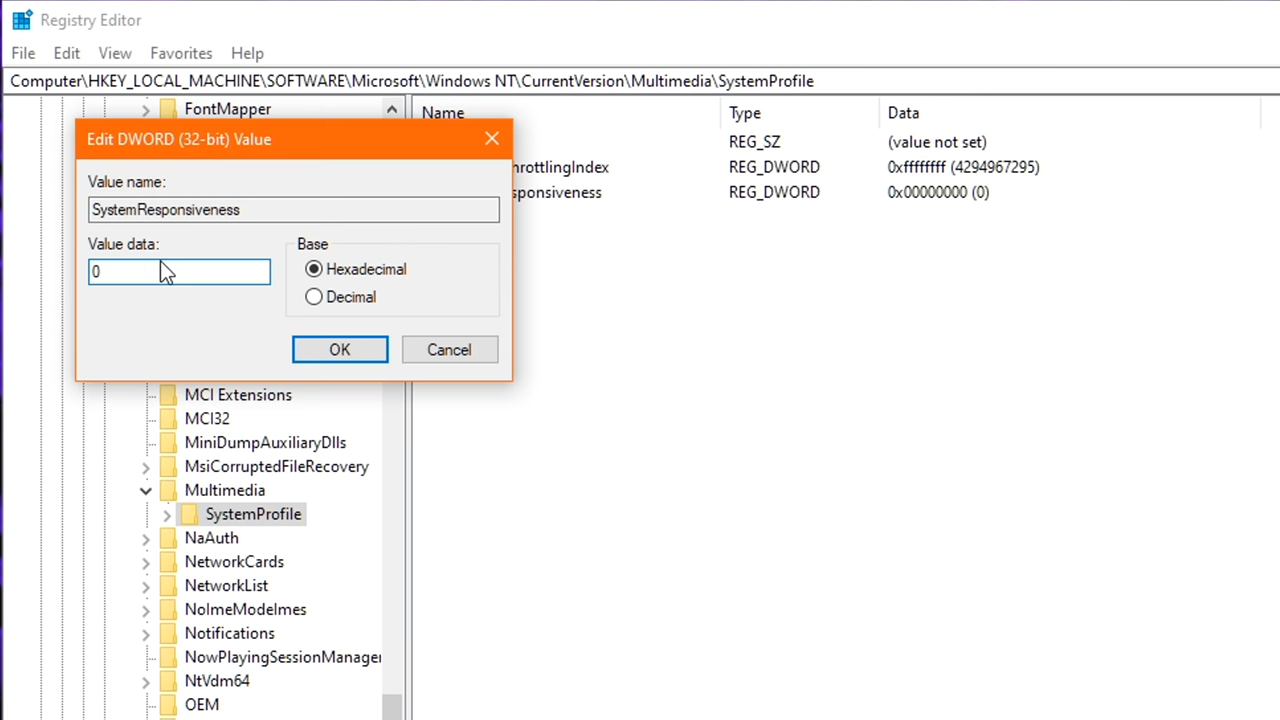 Registry Editor
File Edit View Favorites Help
Computer\HKEY_LOCAL_MACHINE\SOFTWARE\Microsoft\Windows NT\CurrentVersion\Multimedia\SystemProfile
FontMapper
Name Type Data
Edit DWORD (32-bit) Value
REG_SZ (value not set)
hrottlingIndex REG_DWORD 0xffffffff (4294967295)
sponsiveness REG_DWORD 0x00000000 (0)
Value name:
SystemResponsiveness
Value data:
0
Base
Hexadecimal
Decimal
OK Cancel
MCI Extensions
MCI32
MiniDumpAuxiliaryDlls
MsiCorruptedFileRecovery
Multimedia
SystemProfile
NaAuth
NetworkCards
NetworkList
NoImeModeImes
Notifications
NowPlayingSessionManager
NtVdm64
OEM